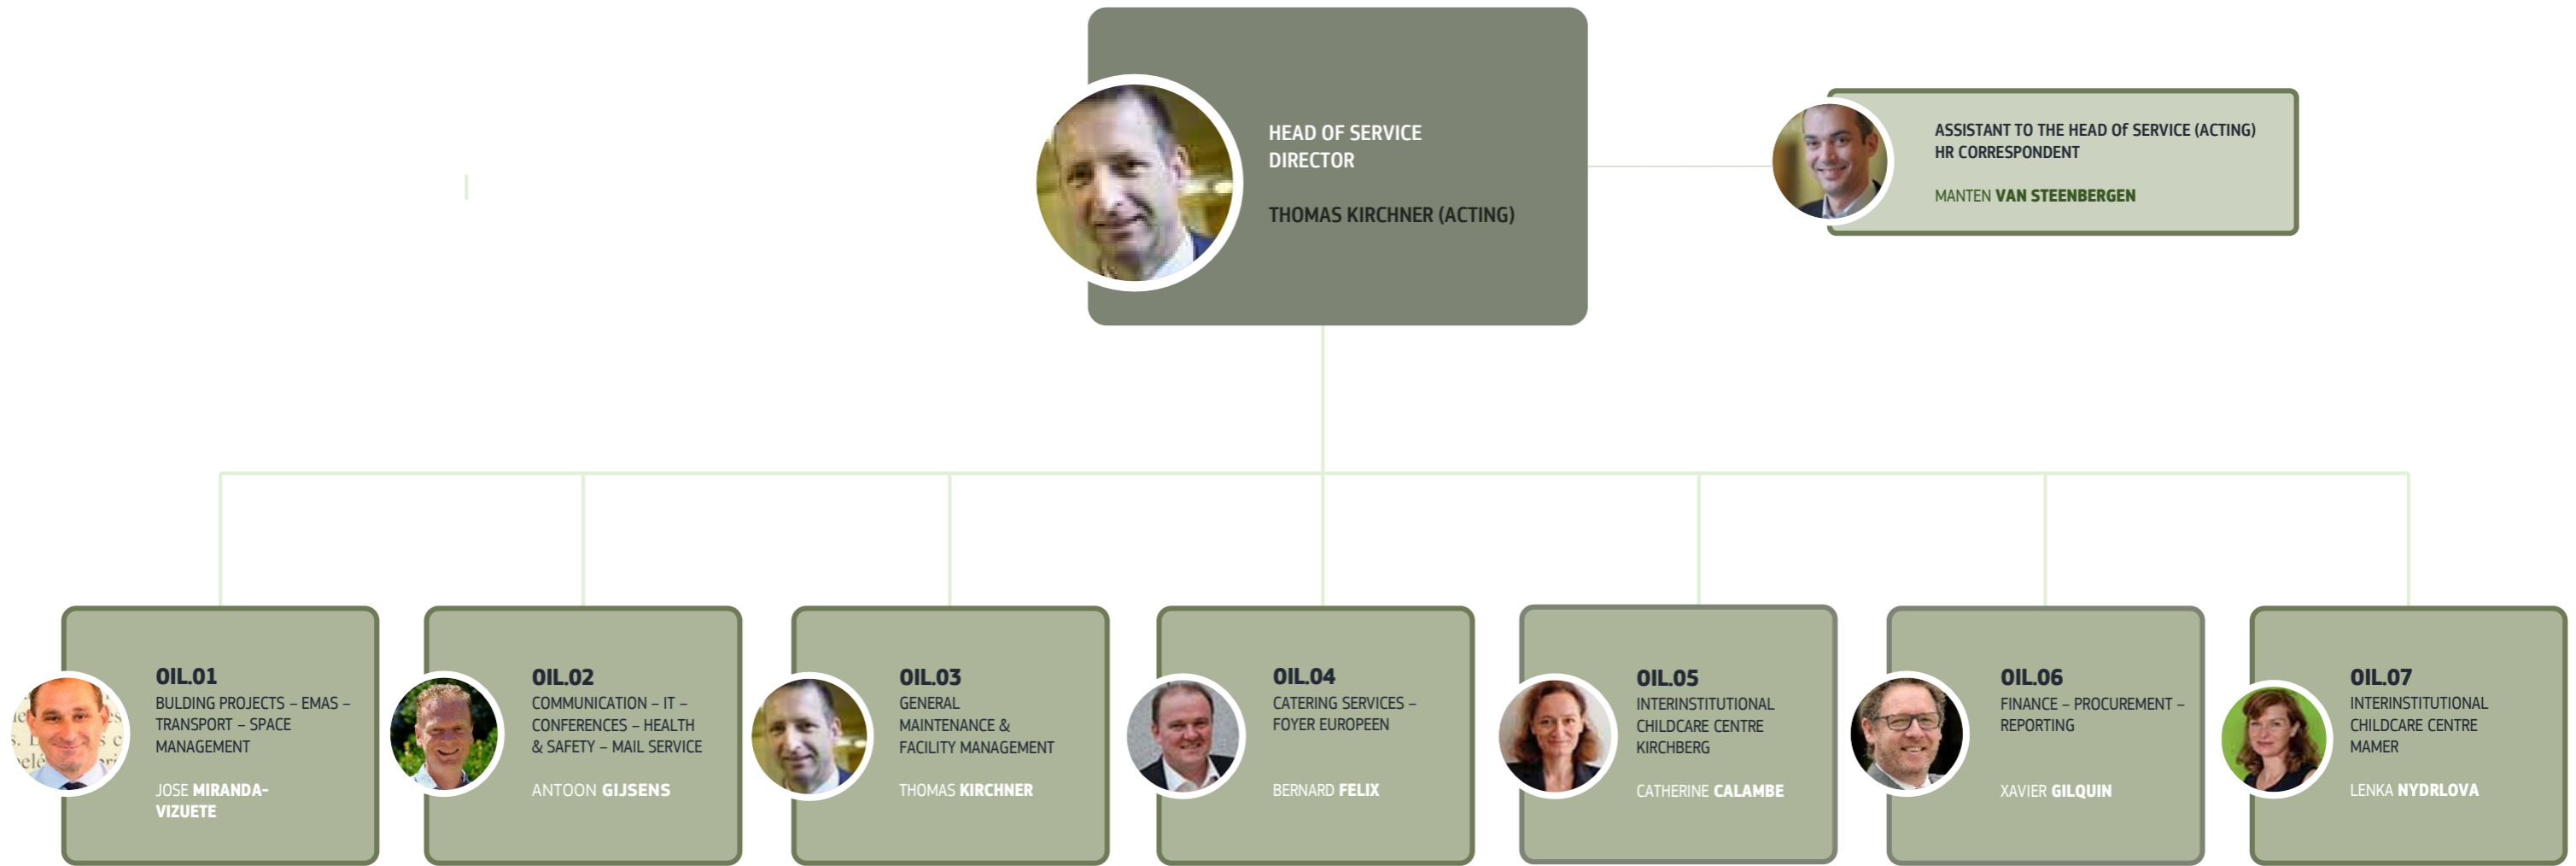 HEAD OF SERVICE
DIRECTOR
THOMAS KIRCHNER (ACTING)
ASSISTANT TO THE HEAD OF SERVICE (ACTING)
HR CORRESPONDENT
MANTEN VAN STEENBERGEN
OIL.01
BULDING PROJECTS – EMAS –
TRANSPORT – SPACE
MANAGEMENT
JOSE MIRANDA-
VIZUETE
OIL.02
COMMUNICATION – IT –
CONFERENCES – HEALTH
& SAFETY – MAIL SERVICE
ANTOON GIJSENS
OIL.03
GENERAL
MAINTENANCE &
FACILITY MANAGEMENT
THOMAS KIRCHNER
OIL.04
CATERING SERVICES –
FOYER EUROPEEN
BERNARD FELIX
OIL.05
INTERINSTITUTIONAL
CHILDCARE CENTRE
KIRCHBERG
CATHERINE CALAMBE
OIL.06
FINANCE – PROCUREMENT –
REPORTING
XAVIER GILQUIN
OIL.07
INTERINSTITUTIONAL
CHILDCARE CENTRE
MAMER
LENKA NYDRLOVA